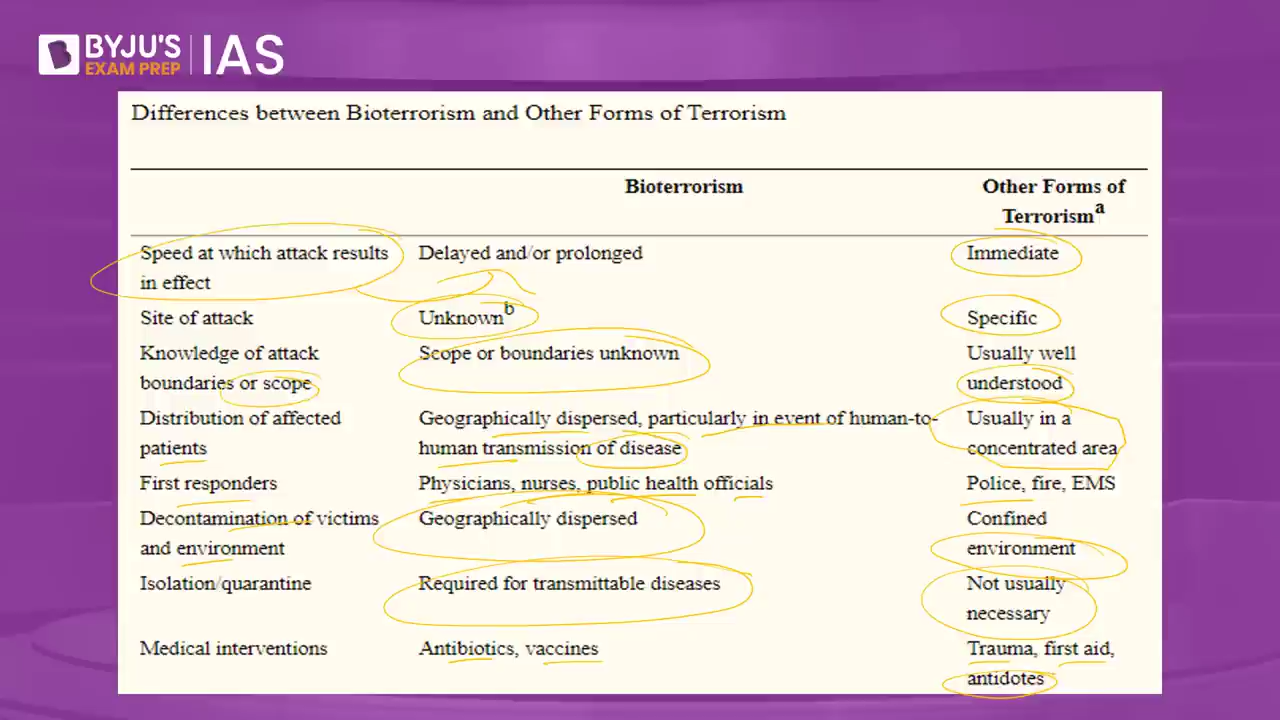 BYJU'S
EXAM PREP
IAS
Differences between Bioterrorism and Other Forms of Terrorism
Bioterrorism
Other Forms of
Terrorismᵃ
Speed at which attack results
in effect
Delayed and/or prolonged
Immediate
Site of attack
Unknownᵇ
Specific
Knowledge of attack
boundaries or scope
Scope or boundaries unknown
Usually well
understood
Distribution of affected
patients
Geographically dispersed, particularly in event of human-to-
human transmission of disease
Usually in a
concentrated area
First responders
Physicians, nurses, public health officials
Police, fire, EMS
Decontamination of victims
and environment
Geographically dispersed
Confined
environment
Isolation/quarantine
Required for transmittable diseases
Not usually
necessary
Medical interventions
Antibiotics, vaccines
Trauma, first aid,
antidotes